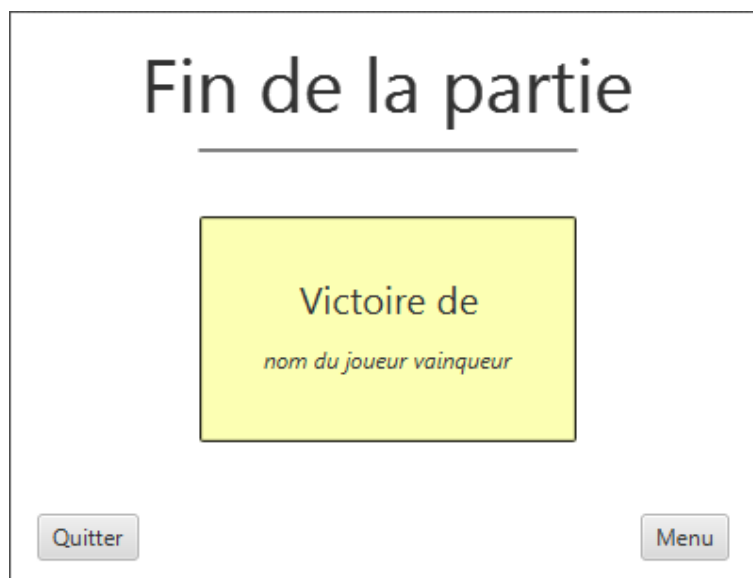 Fin de la partie
Victoire de
nom du joueur vainqueur
Quitter
Menu